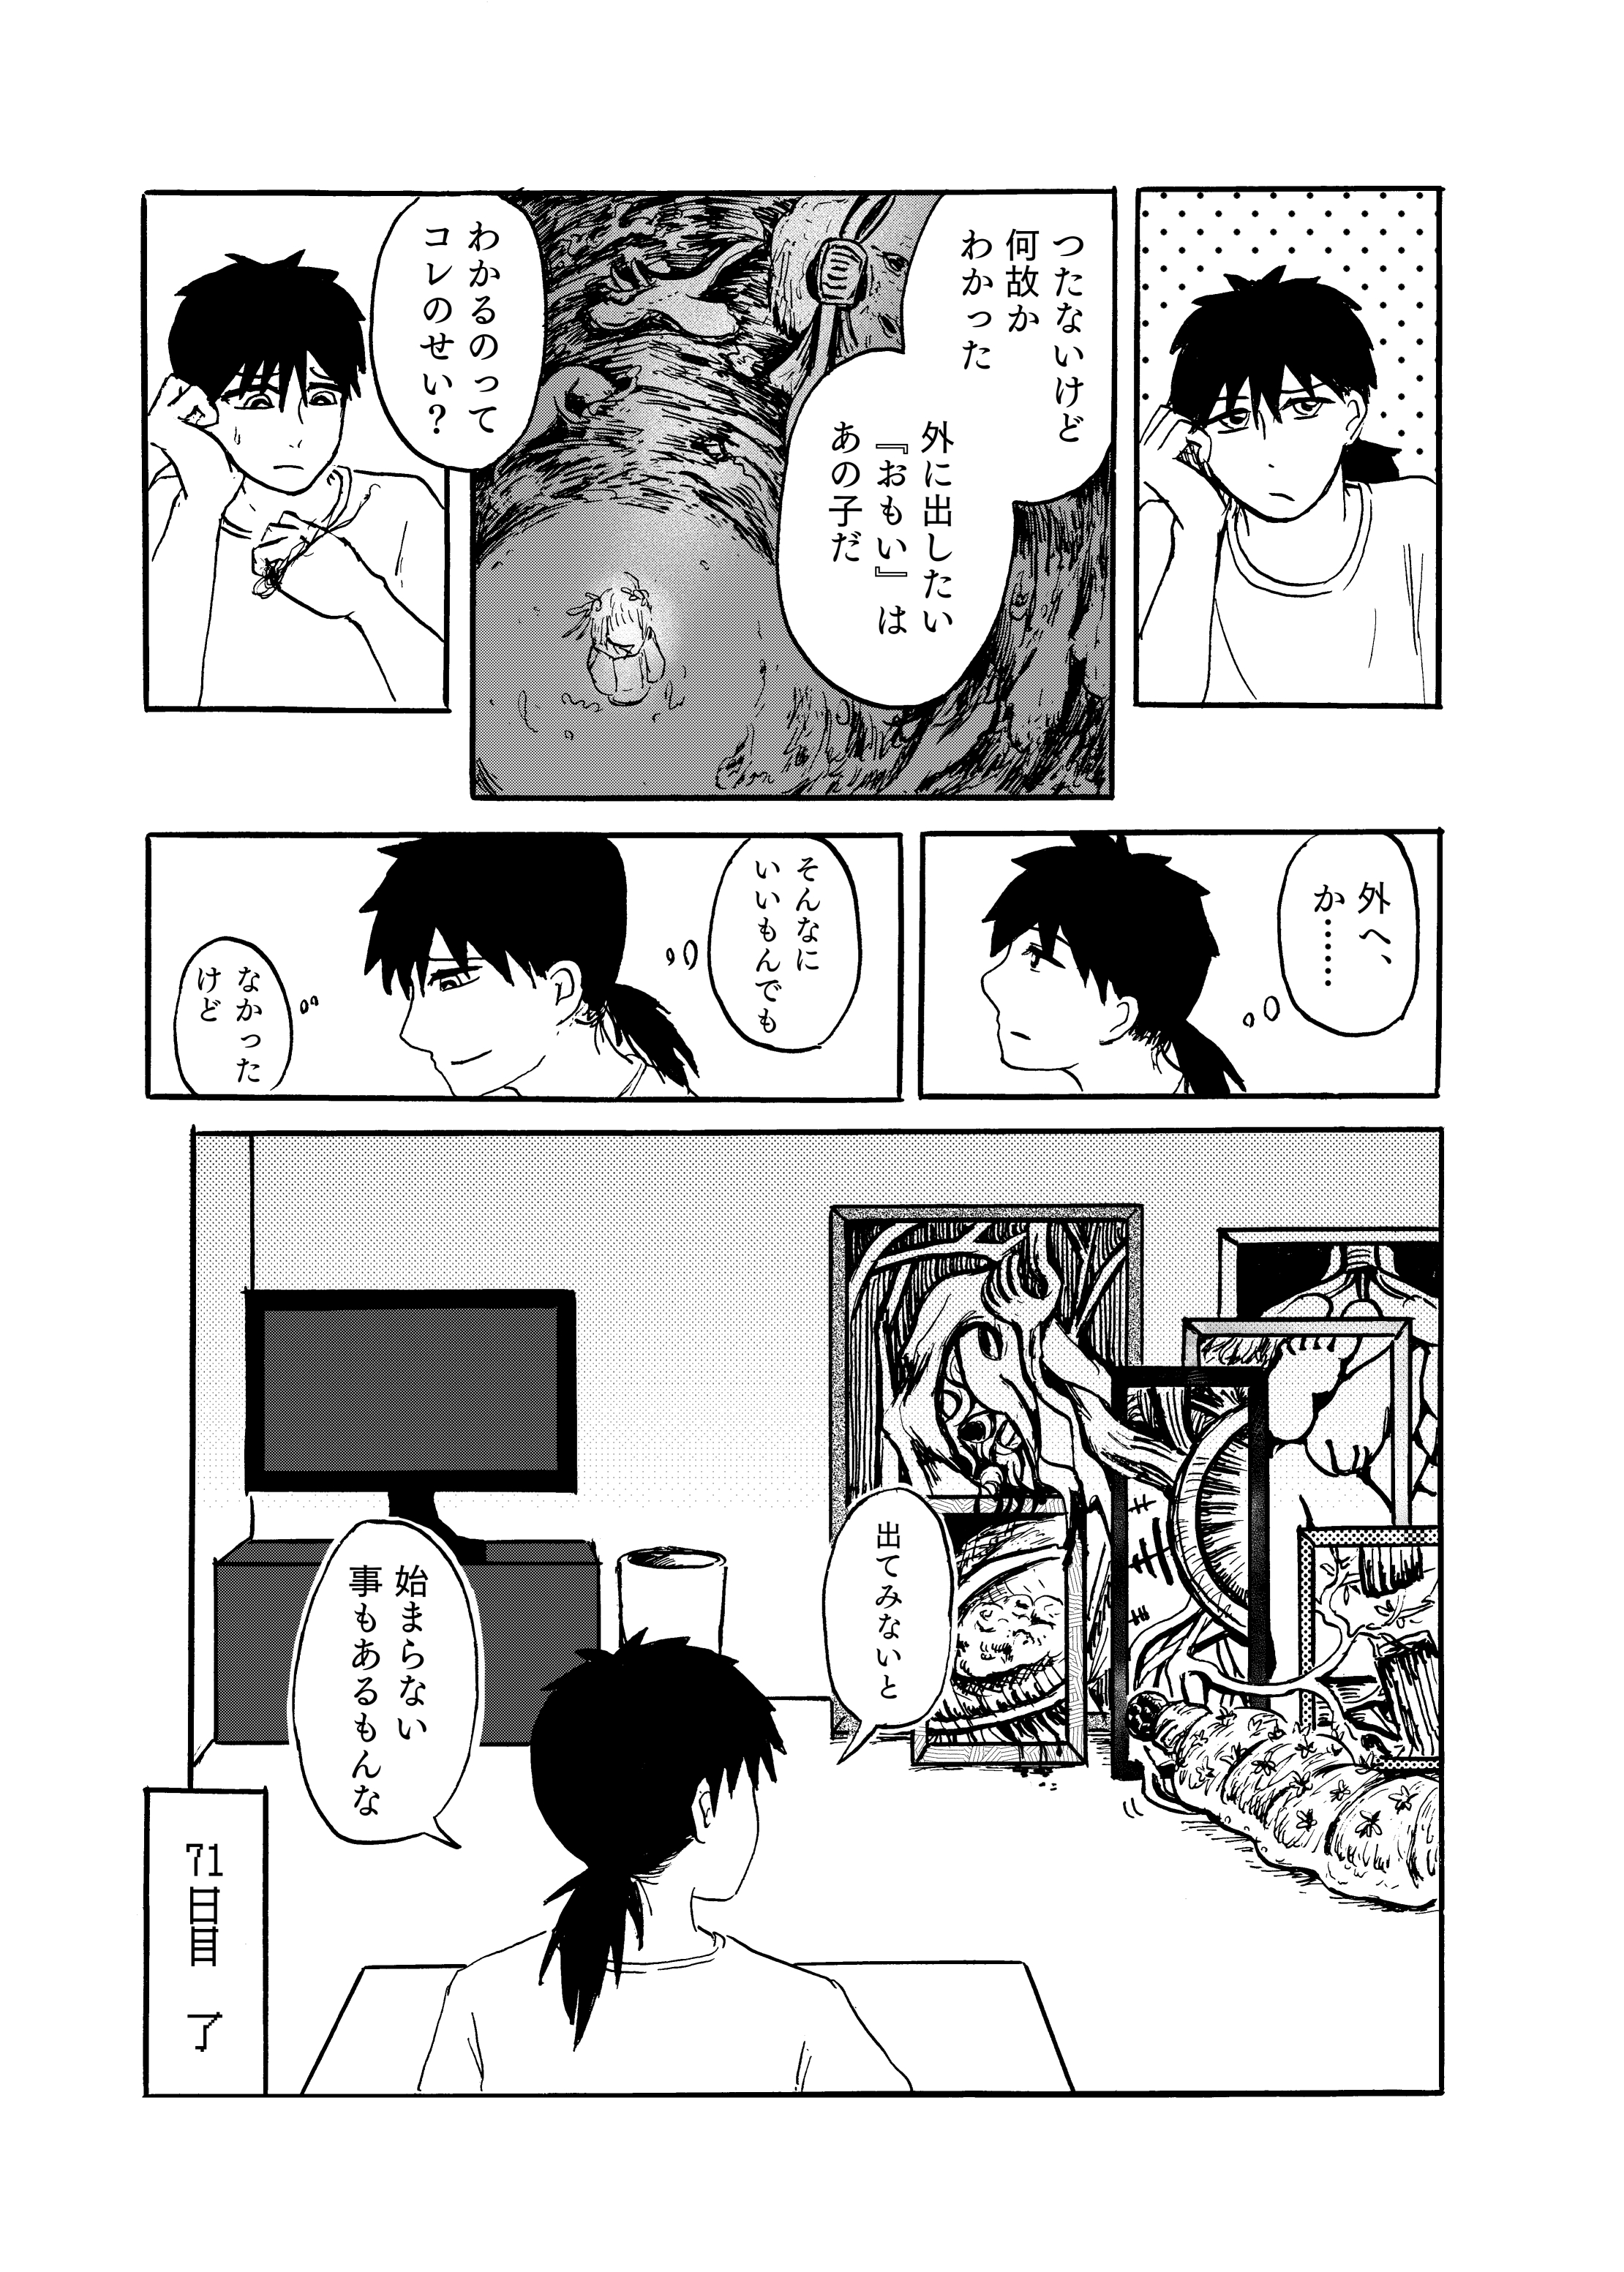 つたないけど
何故か
わかった
外に出したい
『おもい』は
あの子だ
わかるのって
コレのせい？
外へ、
か……
そんなに
いいもんでも
なかった
けど
出てみないと
始まらない
事もあるもんな
71日目 了